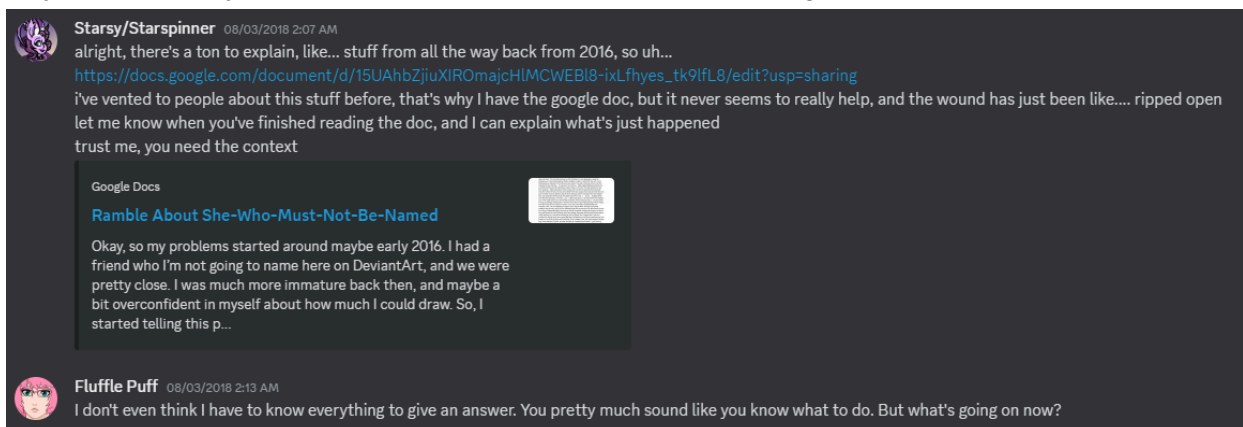 Starsy/Starspinner 08/03/2018 2:07 AM
alright, there's a ton to explain, like... stuff from all the way back from 2016, so uh...
https://docs.google.com/document/d/15UAhbZjiuXIROmajcHlMCWEBl8-ixLfhyes_tk9lfL8/edit?usp=sharing
i've vented to people about this stuff before, that's why I have the google doc, but it never seems to really help, and the wound has just been like.... ripped open
let me know when you've finished reading the doc, and I can explain what's just happened
trust me, you need the context
Google Docs
Ramble About She-Who-Must-Not-Be-Named
Okay, so my problems started around maybe early 2016. I had a
friend who I'm not going to name here on DeviantArt, and we were
pretty close. I was much more immature back then, and maybe a
bit overconfident in myself about how much I could draw. So, I
started telling this p...
Fluffle Puff 08/03/2018 2:13 AM
I don't even think I have to know everything to give an answer. You pretty much sound like you know what to do. But what's going on now?